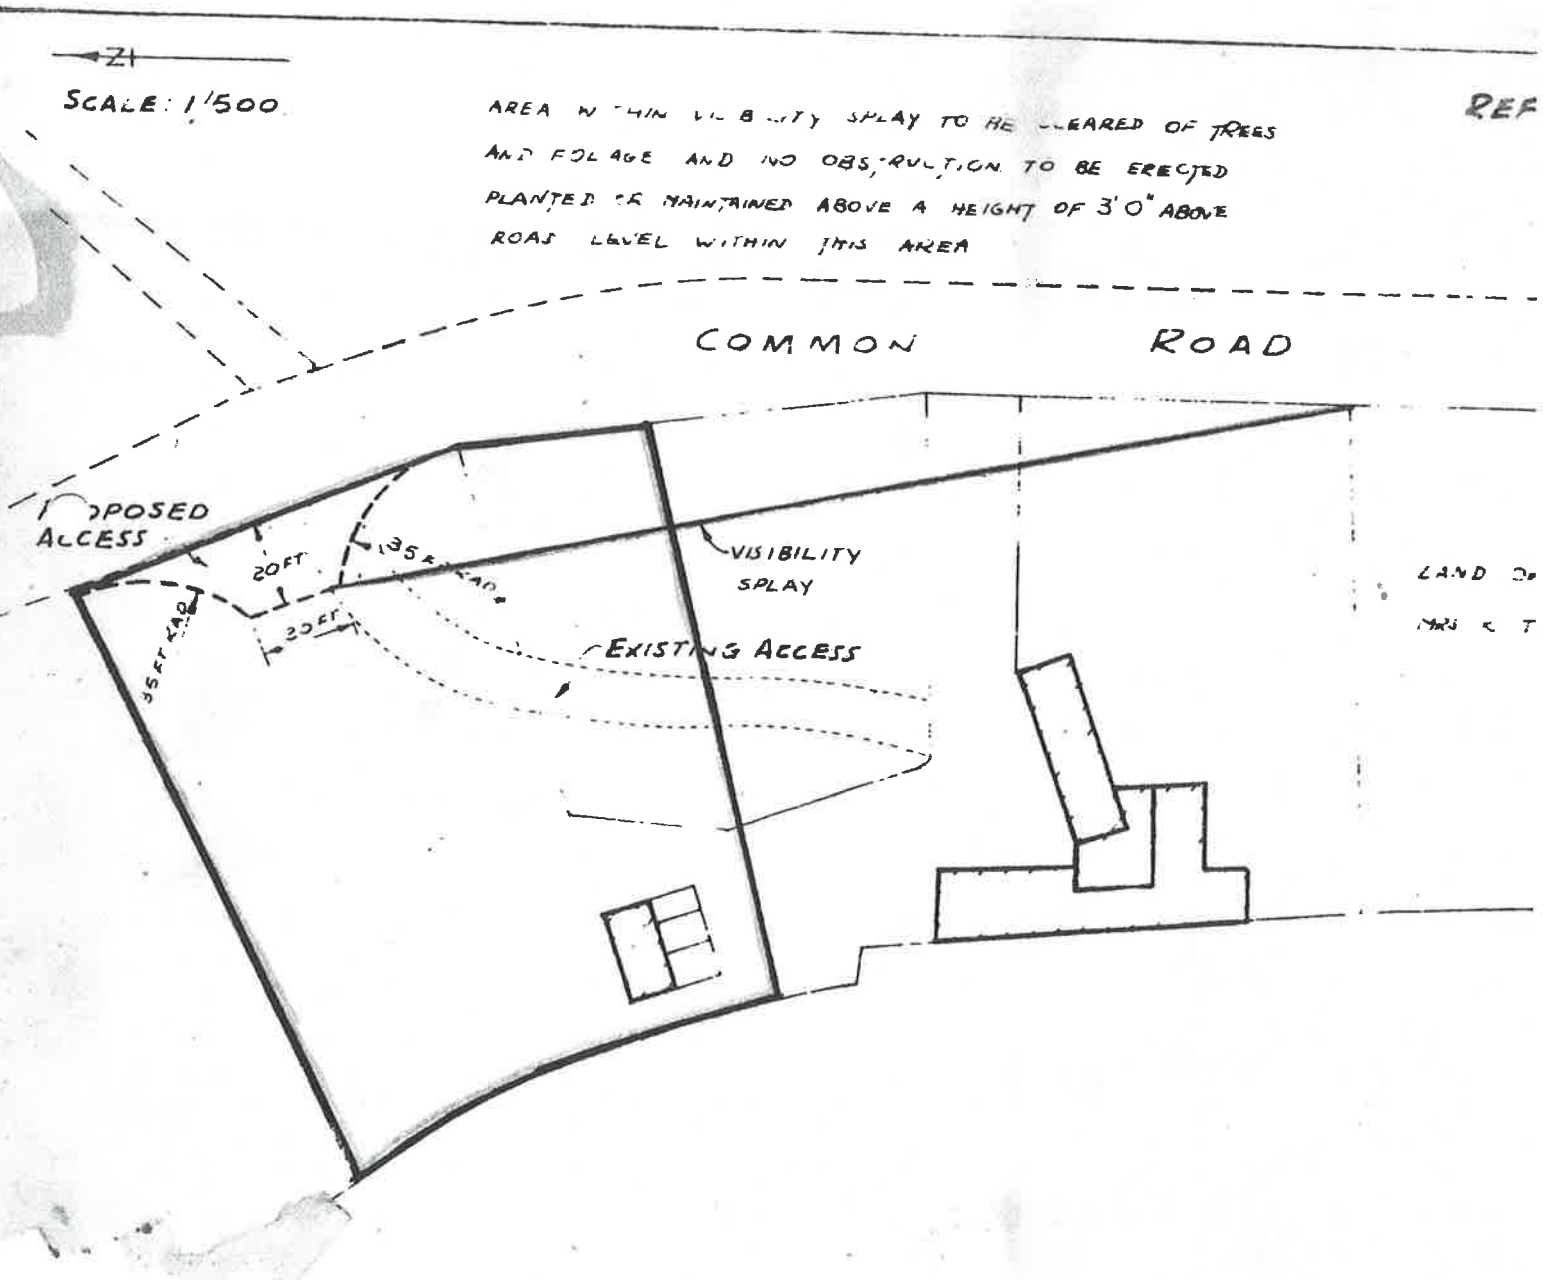 N
SCALE: 1/500
REF
AREA WITHIN VISIBILITY SPLAY TO BE CLEARED OF TREES
AND FOLAGE AND NO OBSTRUCTION TO BE ERECTED
PLANTED OR MAINTAINED ABOVE A HEIGHT OF 3'0" ABOVE
ROAD LEVEL WITHIN THIS AREA
COMMON ROAD
PROPOSED
ACCESS
20FT
35FT RAD
VISIBILITY
SPLAY
20FT
35FT RAD
EXISTING ACCESS
LAND OF
MRS K T